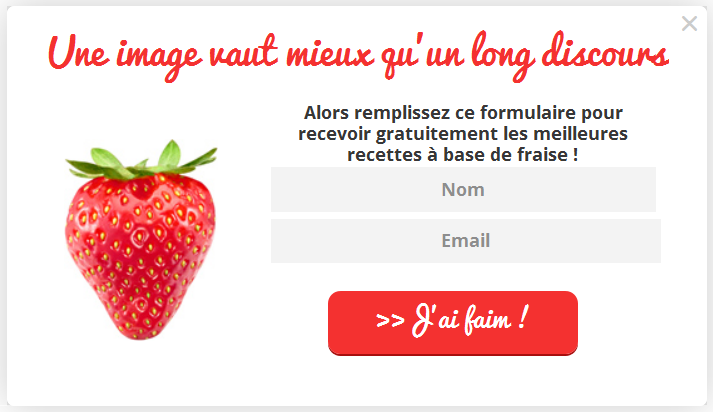 Une image vaut mieux qu'un long discours
Alors remplissez ce formulaire pour
recevoir gratuitement les meilleures
recettes à base de fraise !
Nom
Email
>> J'ai faim !